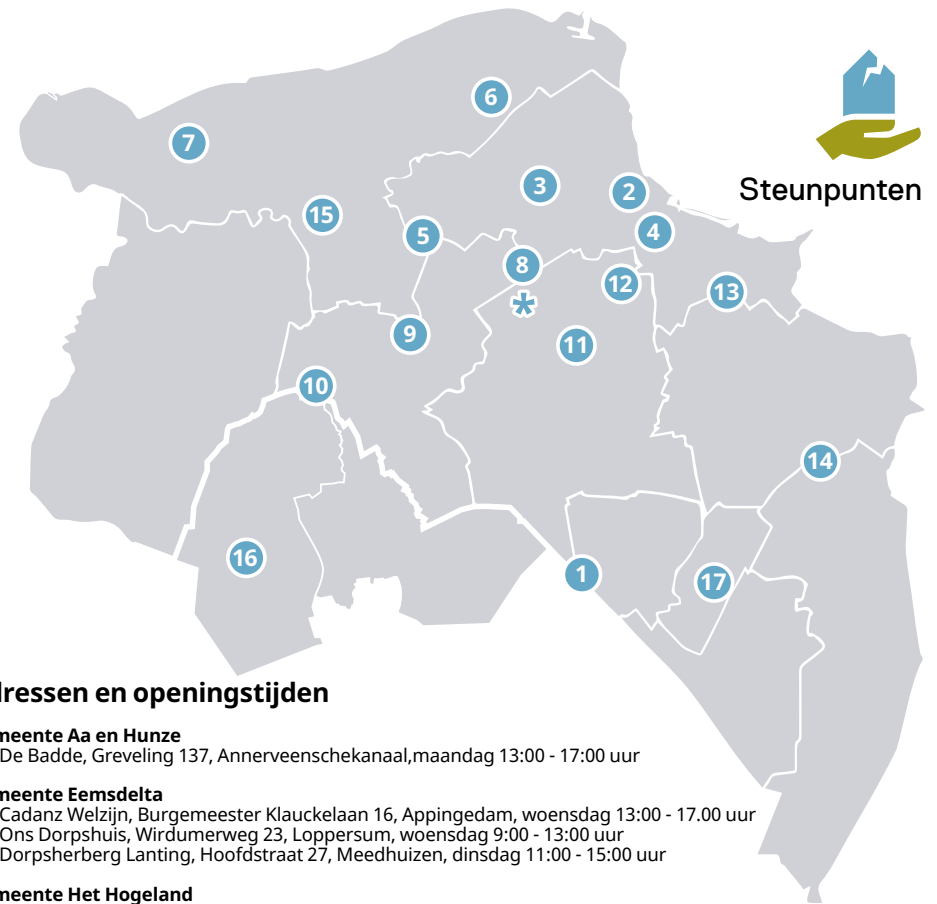 6
7
3
2
Steunpunten
15
5
4
8
12
13
*
9
11
10
14
16
1
17
dressen en openingstijden
meente Aa en Hunze
De Badde, Greveling 137, Annerveenschekanaal,maandag 13:00 - 17:00 uur
meente Eemsdelta
Cadanz Welzijn, Burgemeester Klauckelaan 16, Appingedam, woensdag 13:00 - 17.00 uur
Ons Dorpshuis, Wirdumerweg 23, Loppersum, woensdag 9:00 - 13:00 uur
Dorpsherberg Lanting, Hoofdstraat 27, Meedhuizen, dinsdag 11:00 - 15:00 uur
meente Het Hogeland